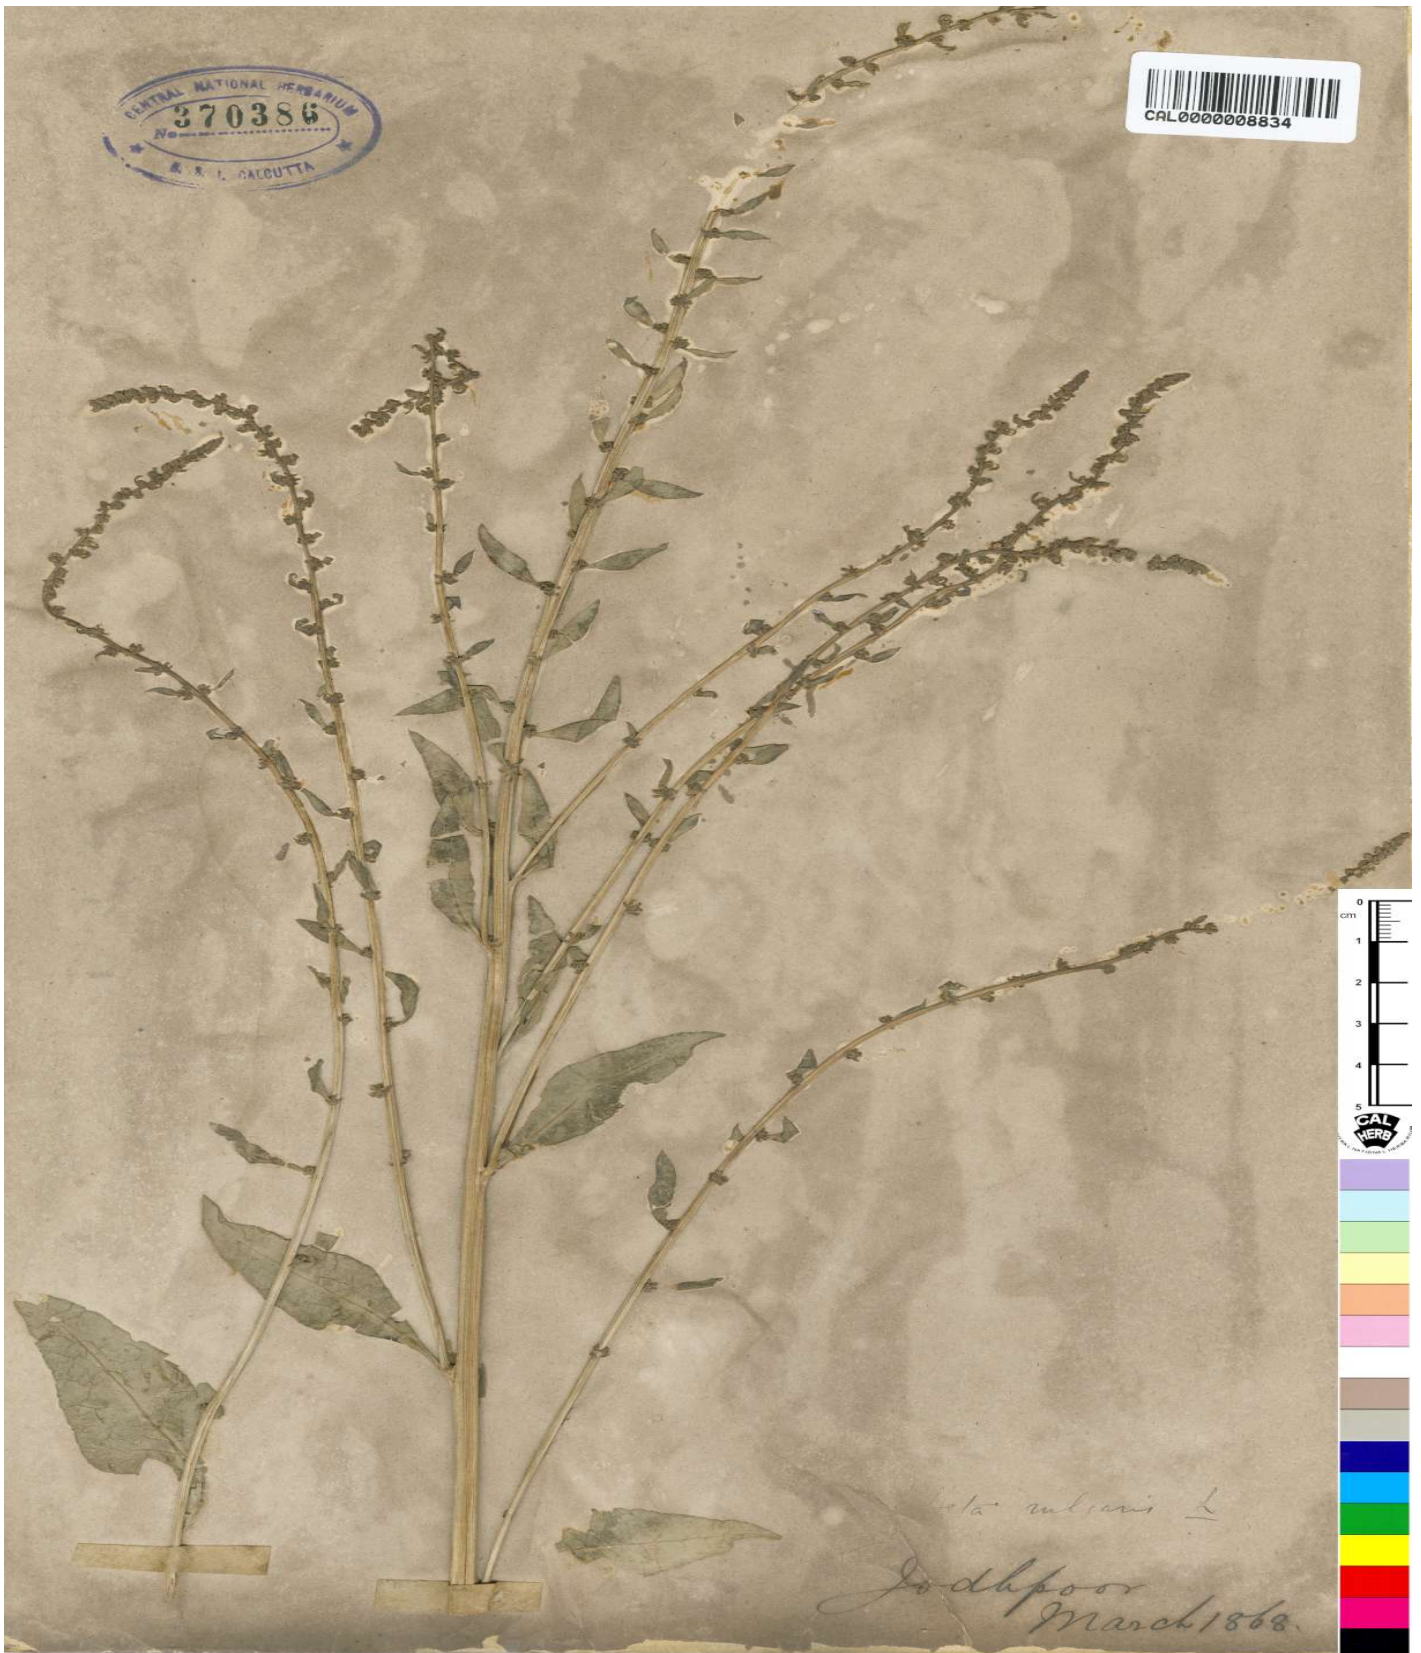 CENTRAL NATIONAL HERBARIUM
No 370386
B. S. I. CALCUTTA
CAL0000008834
0
cm
1
2
3
4
5
CAL
HERB
L
Jodhpoor
March 1868.